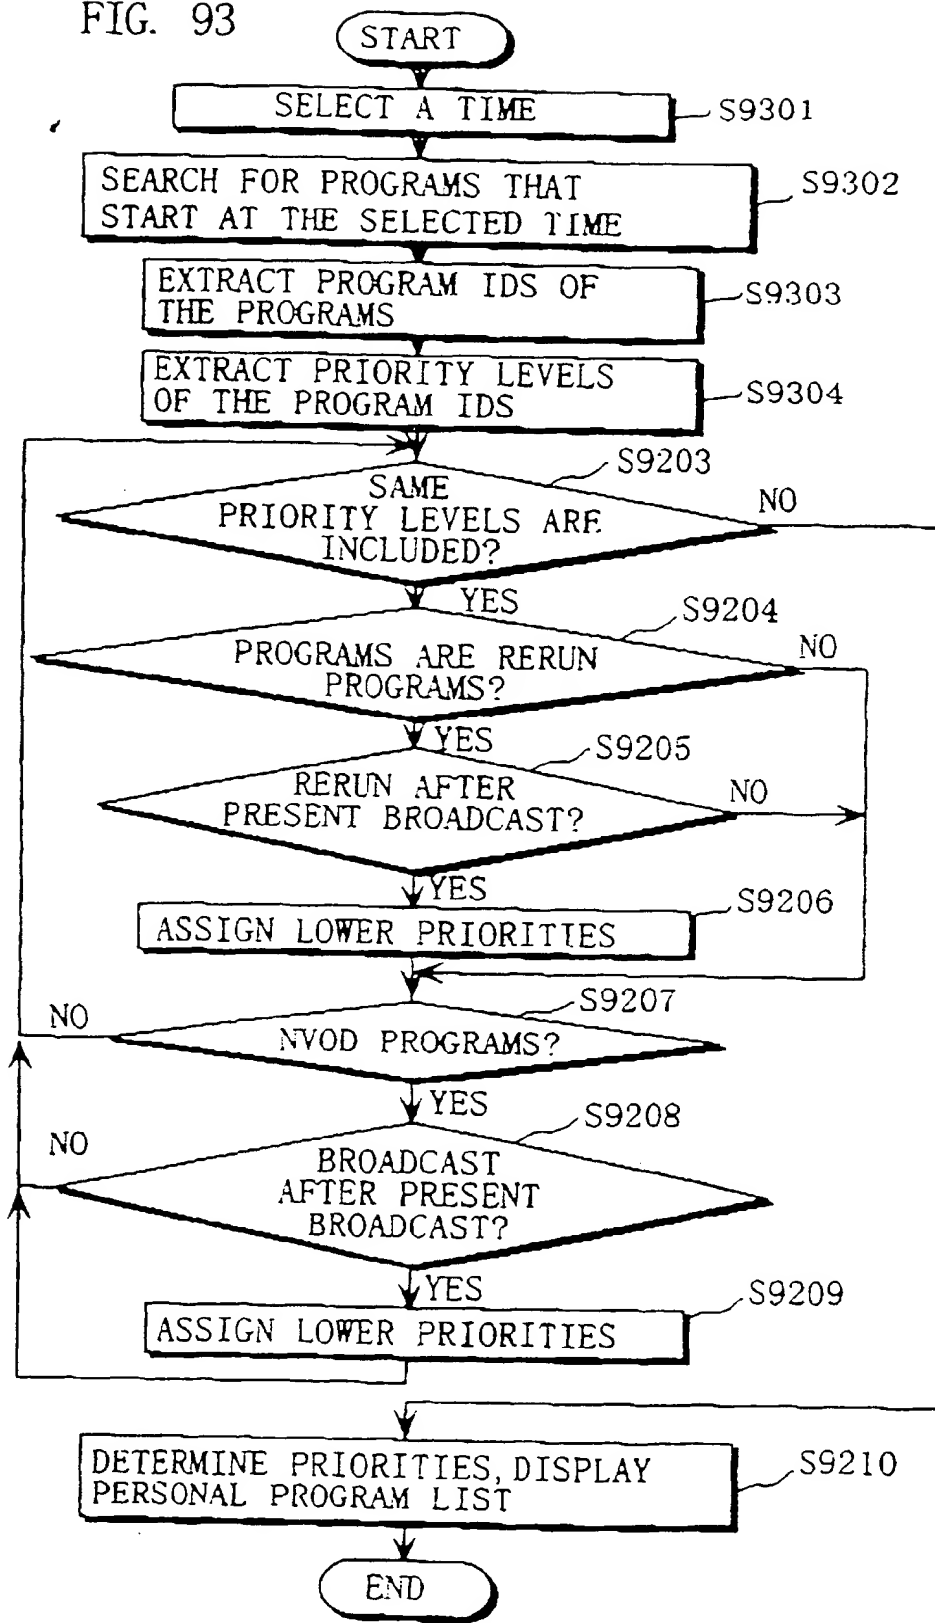 FIG. 93
START
SELECT A TIME
S9301
SEARCH FOR PROGRAMS THAT
START AT THE SELECTED TIME
S9302
EXTRACT PROGRAM IDS OF
THE PROGRAMS
S9303
EXTRACT PRIORITY LEVELS
OF THE PROGRAM IDS
S9304
S9203
SAME
PRIORITY LEVELS ARE
INCLUDED?
NO
YES
S9204
PROGRAMS ARE RERUN
PROGRAMS?
NO
YES
S9205
RERUN AFTER
PRESENT BROADCAST?
NO
YES
S9206
ASSIGN LOWER PRIORITIES
S9207
NO
NVOD PROGRAMS?
YES
S9208
NO
BROADCAST
AFTER PRESENT
BROADCAST?
YES
S9209
ASSIGN LOWER PRIORITIES
DETERMINE PRIORITIES, DISPLAY
PERSONAL PROGRAM LIST
S9210
END